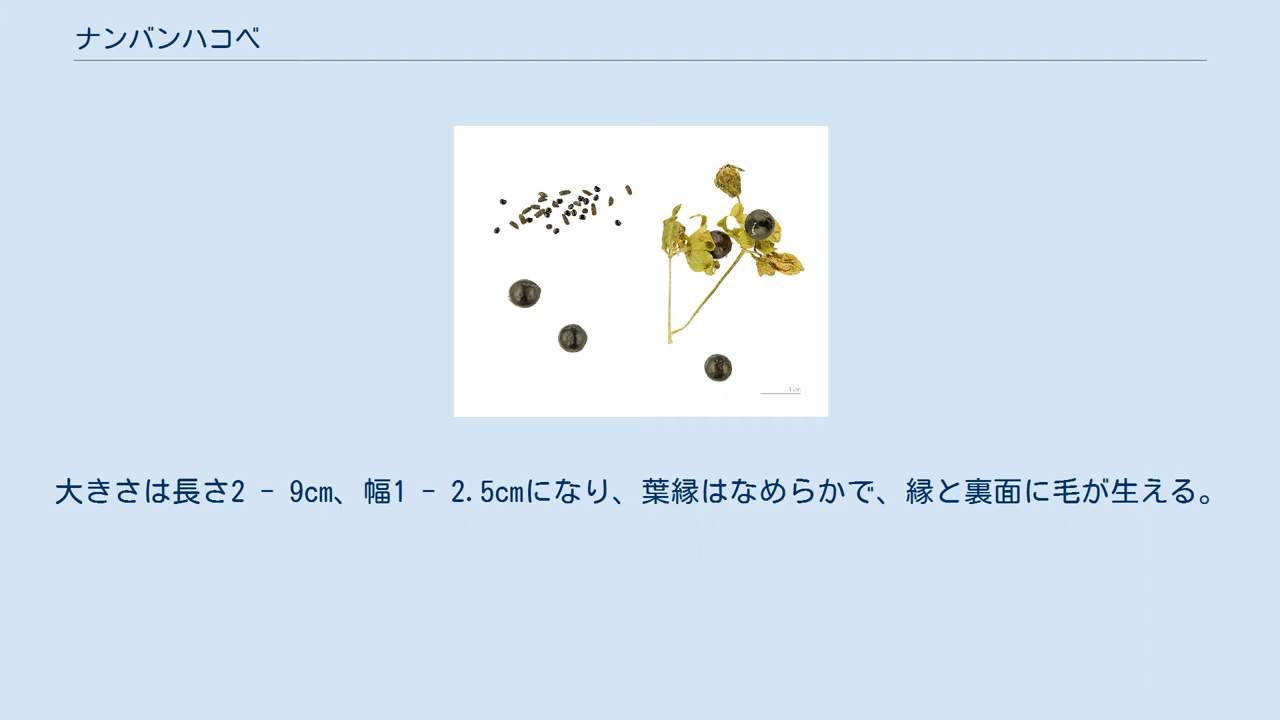 ナンバンハコベ
1 cm
大きさは長さ2 - 9cm、幅1 - 2.5cmになり、葉縁はなめらかで、縁と裏面に毛が生える。